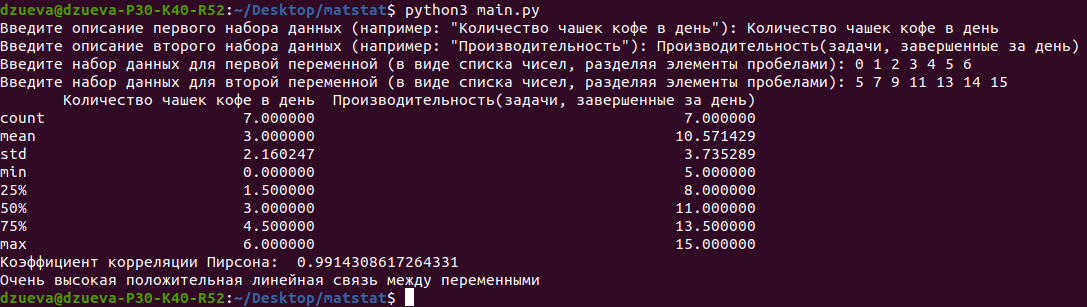 dzueva@dzueva-P30-K40-R52:~/Desktop/matstat$ python3 main.py
Введите описание первого набора данных (например: "Количество чашек кофе в день"): Количество чашек кофе в день
Введите описание второго набора данных (например: "Производительность"): Производительность(задачи, завершенные за день)
Введите набор данных для первой переменной (в виде списка чисел, разделяя элементы пробелами): 0 1 2 3 4 5 6
Введите набор данных для второй переменной (в виде списка чисел, разделяя элементы пробелами): 5 7 9 11 13 14 15
Количество чашек кофе в день Производительность(задачи, завершенные за день)
count 7.000000 7.000000
mean 3.000000 10.571429
std 2.160247 3.735289
min 0.000000 5.000000
25% 1.500000 8.000000
50% 3.000000 11.000000
75% 4.500000 13.500000
max 6.000000 15.000000
Коэффициент корреляции Пирсона: 0.9914308617264331
Очень высокая положительная линейная связь между переменными
dzueva@dzueva-P30-K40-R52:~/Desktop/matstat$